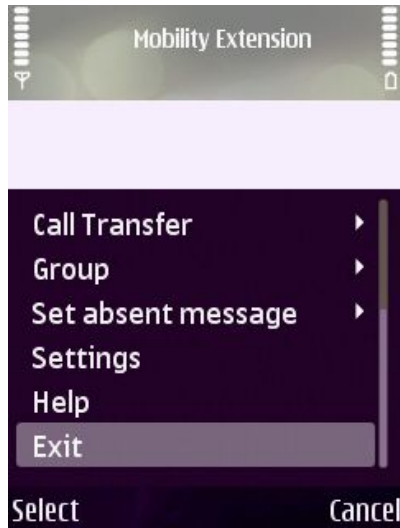 Mobility Extension
Call Transfer
Group
Set absent message
Settings
Help
Exit
Select Cancel